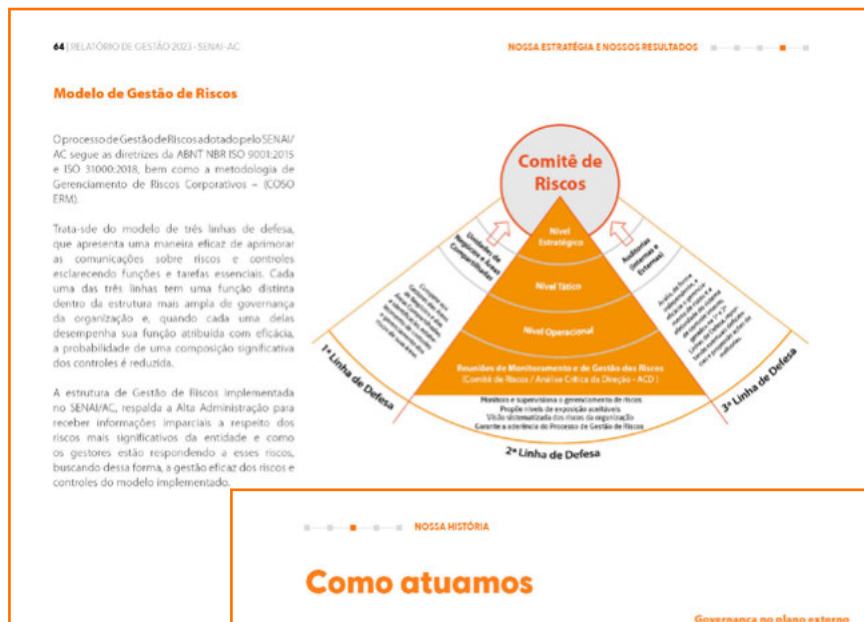 64 | RELATÓRIO DE GESTÃO 2023 - SENAI-AC
NOSSA ESTRATÉGIA E NOSSOS RESULTADOS
Modelo de Gestão de Riscos
O processo de Gestão de Riscos adotado pelo SENAI/
AC segue as diretrizes da ABNT NBR ISO 9001:2015
e ISO 31000:2018, bem como a metodologia de
Gerenciamento de Riscos Corporativos – (COSO
ERM).
Trata-sde do modelo de três linhas de defesa,
que apresenta uma maneira eficaz de aprimorar
as comunicações sobre riscos e controles
esclarecendo funções e tarefas essenciais. Cada
uma das três linhas tem uma função distinta
dentro da estrutura mais ampla de governança
da organização e, quando cada uma delas
desempenha sua função atribuída com eficácia,
a probabilidade de uma composição significativa
dos controles é reduzida.
A estrutura de Gestão de Riscos implementada
no SENAI/AC, respalda a Alta Administração para
receber informações imparciais a respeito dos
riscos mais significativos da entidade e como
os gestores estão respondendo a esses riscos,
buscando dessa forma, a gestão eficaz dos riscos e
controles do modelo implementado.
Comitê de
Riscos
Nível
Estratégico
Nível Tático
Nível Operacional
Reuniões de Monitoramento e de Gestão dos Riscos
(Comitê de Riscos / Análise Crítica da Direção - ACD )
Unidades de
Negócios e Áreas
Compartilhadas
1ª Linha de Defesa
Monitora e supervisiona o gerenciamento de riscos
Propõe níveis de exposição aceitáveis
Visão sistematizada dos riscos da organização
Garante a aderência do Processo de Gestão de Riscos
2ª Linha de Defesa
Auditorias
(Internas e
Externas)
3ª Linha de Defesa
NOSSA HISTÓRIA
Como atuamos
Governança no plano externo